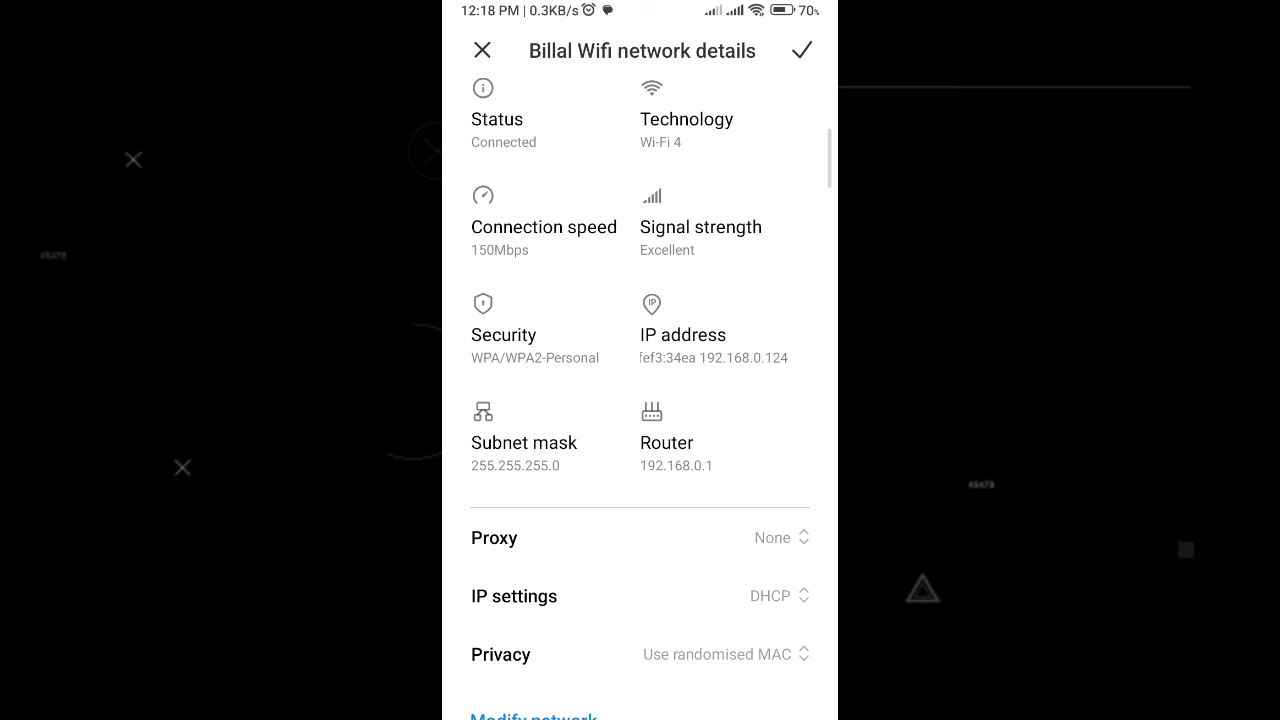 12:18 PM | 0.3KB/s 70%
Billal Wifi network details
Status Technology
Connected Wi-Fi 4
Connection speed Signal strength
150Mbps Excellent
IP
Security IP address
WPA/WPA2-Personal fef3:34ea 192.168.0.124
Subnet mask Router
255.255.255.0 192.168.0.1
Proxy None
IP settings DHCP
Privacy Use randomised MAC
Modify network